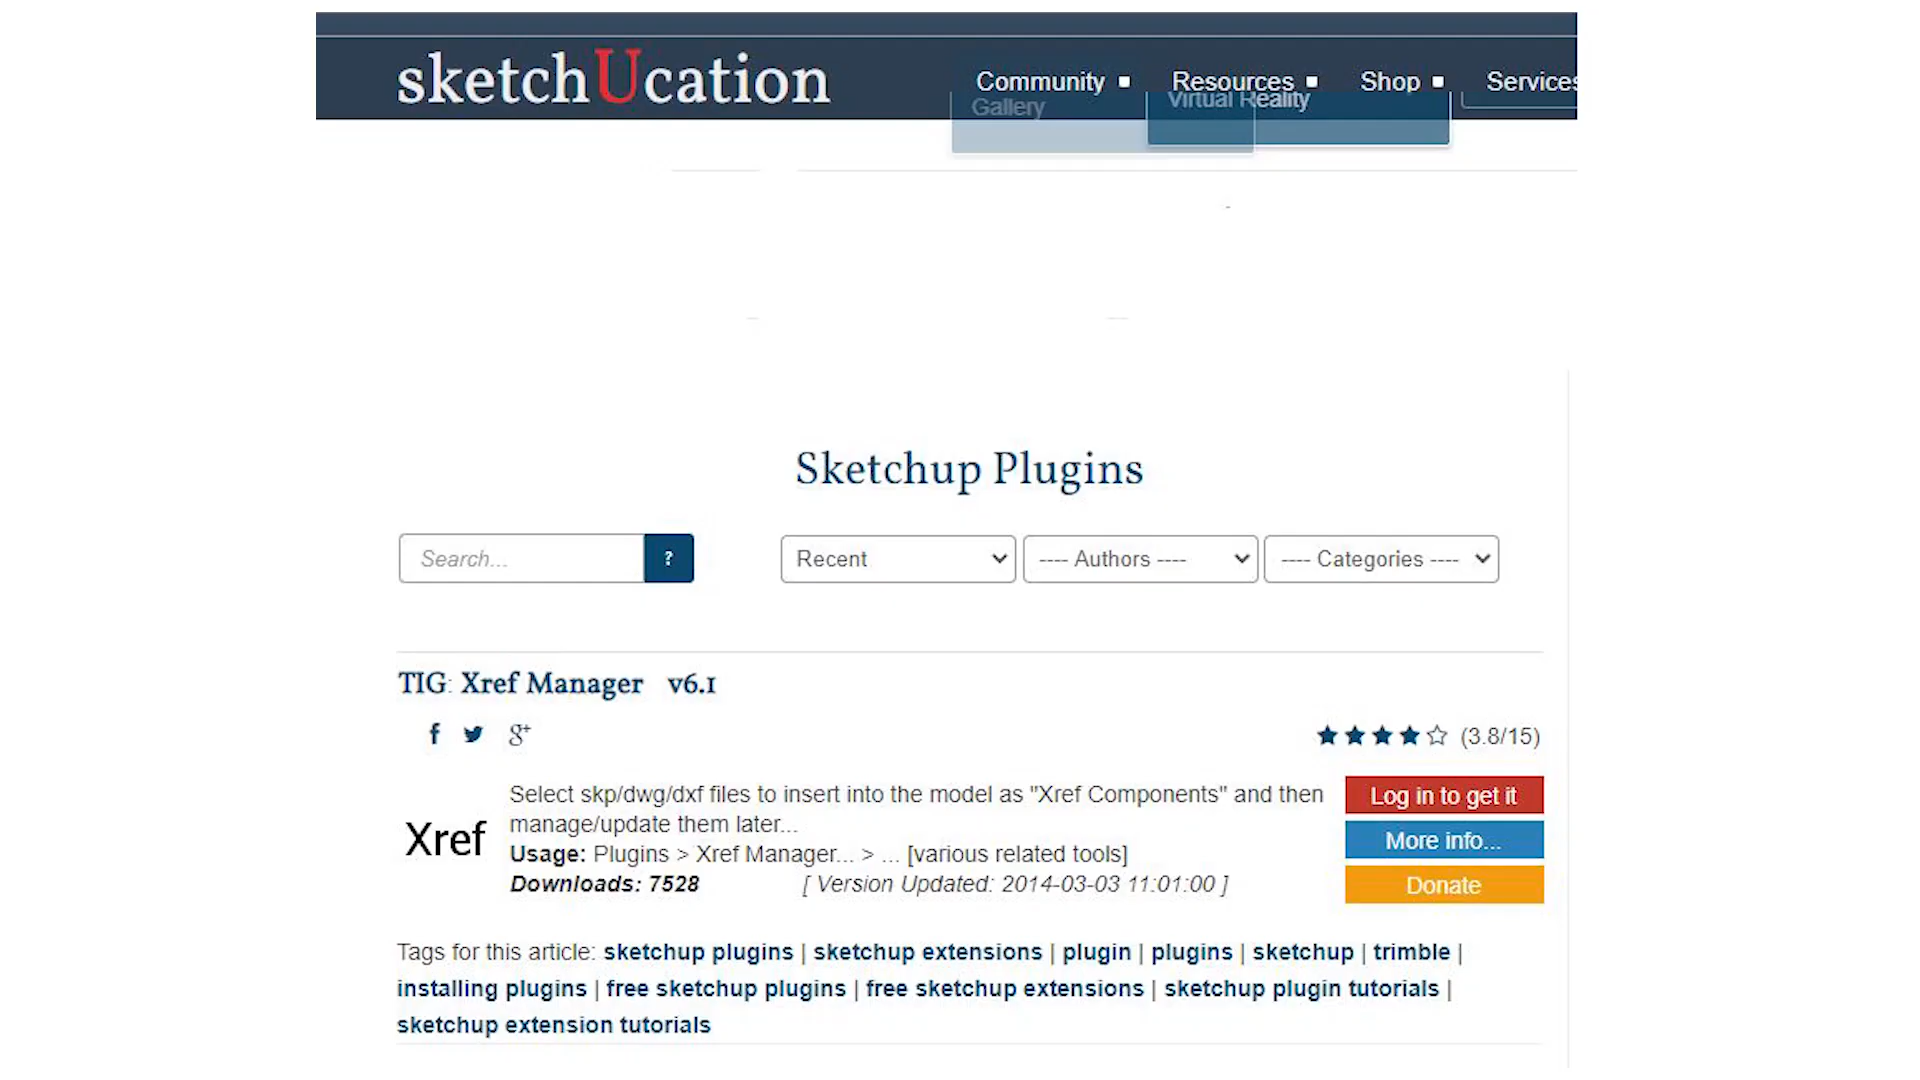 sketchUcation
Community Resources Shop Services
Gallery Virtual Reality
Sketchup Plugins
Search... ? Recent ---- Authors ---- ---- Categories ----
TIG: Xref Manager v6.1
f g+ (3.8/15)
Select skp/dwg/dxf files to insert into the model as "Xref Components" and then
manage/update them later...
Xref
Usage: Plugins > Xref Manager... > ... [various related tools]
Downloads: 7528 [ Version Updated: 2014-03-03 11:01:00 ]
Log in to get it
More info...
Donate
Tags for this article: sketchup plugins | sketchup extensions | plugin | plugins | sketchup | trimble |
installing plugins | free sketchup plugins | free sketchup extensions | sketchup plugin tutorials |
sketchup extension tutorials